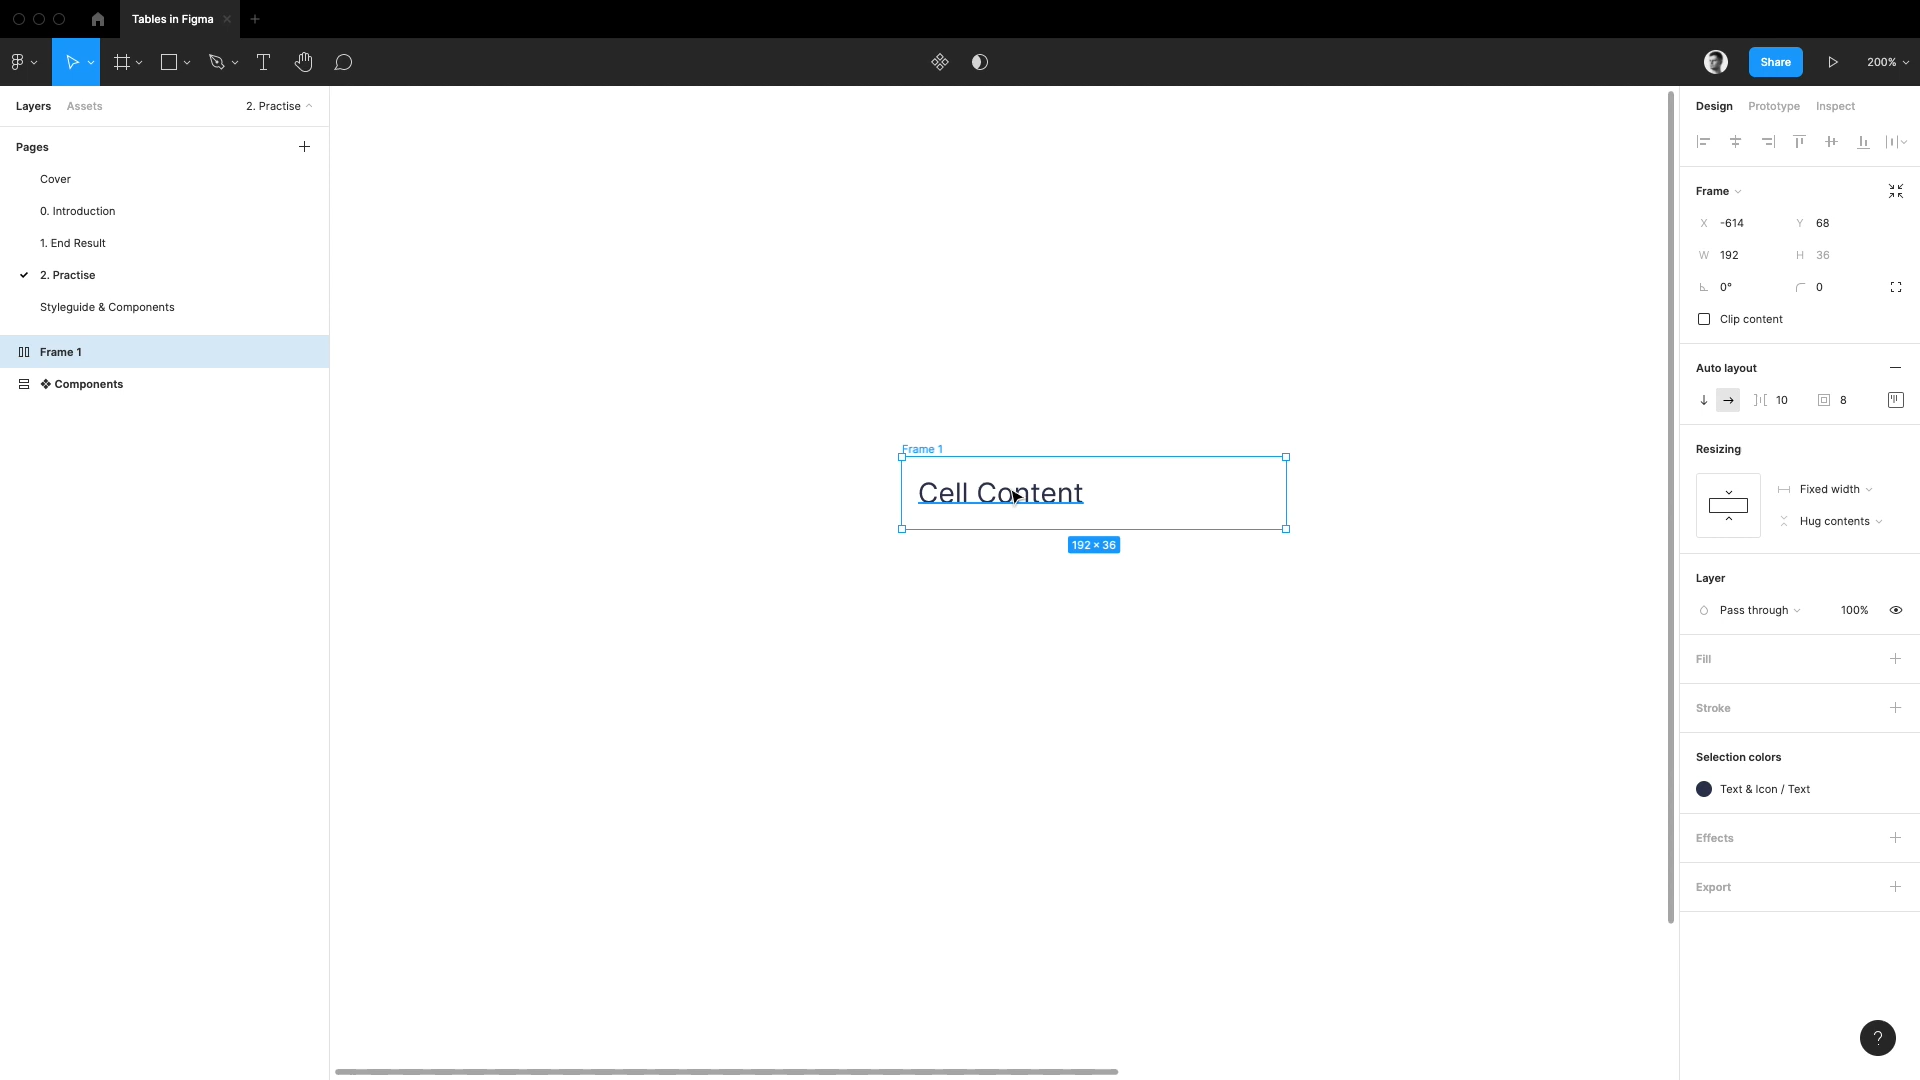 Tables in Figma
Share
200%
Layers
Assets
2. Practise
Pages
Cover
0. Introduction
1. End Result
2. Practise
Styleguide & Components
Frame 1
Components
Frame 1
Cell Content
192 × 36
Design
Prototype
Inspect
Frame
X -614
Y 68
W 192
H 36
0°
0
Clip content
Auto layout
10
8
Resizing
Fixed width
Hug contents
Layer
Pass through
100%
Fill
Stroke
Selection colors
Text & Icon / Text
Effects
Export
?